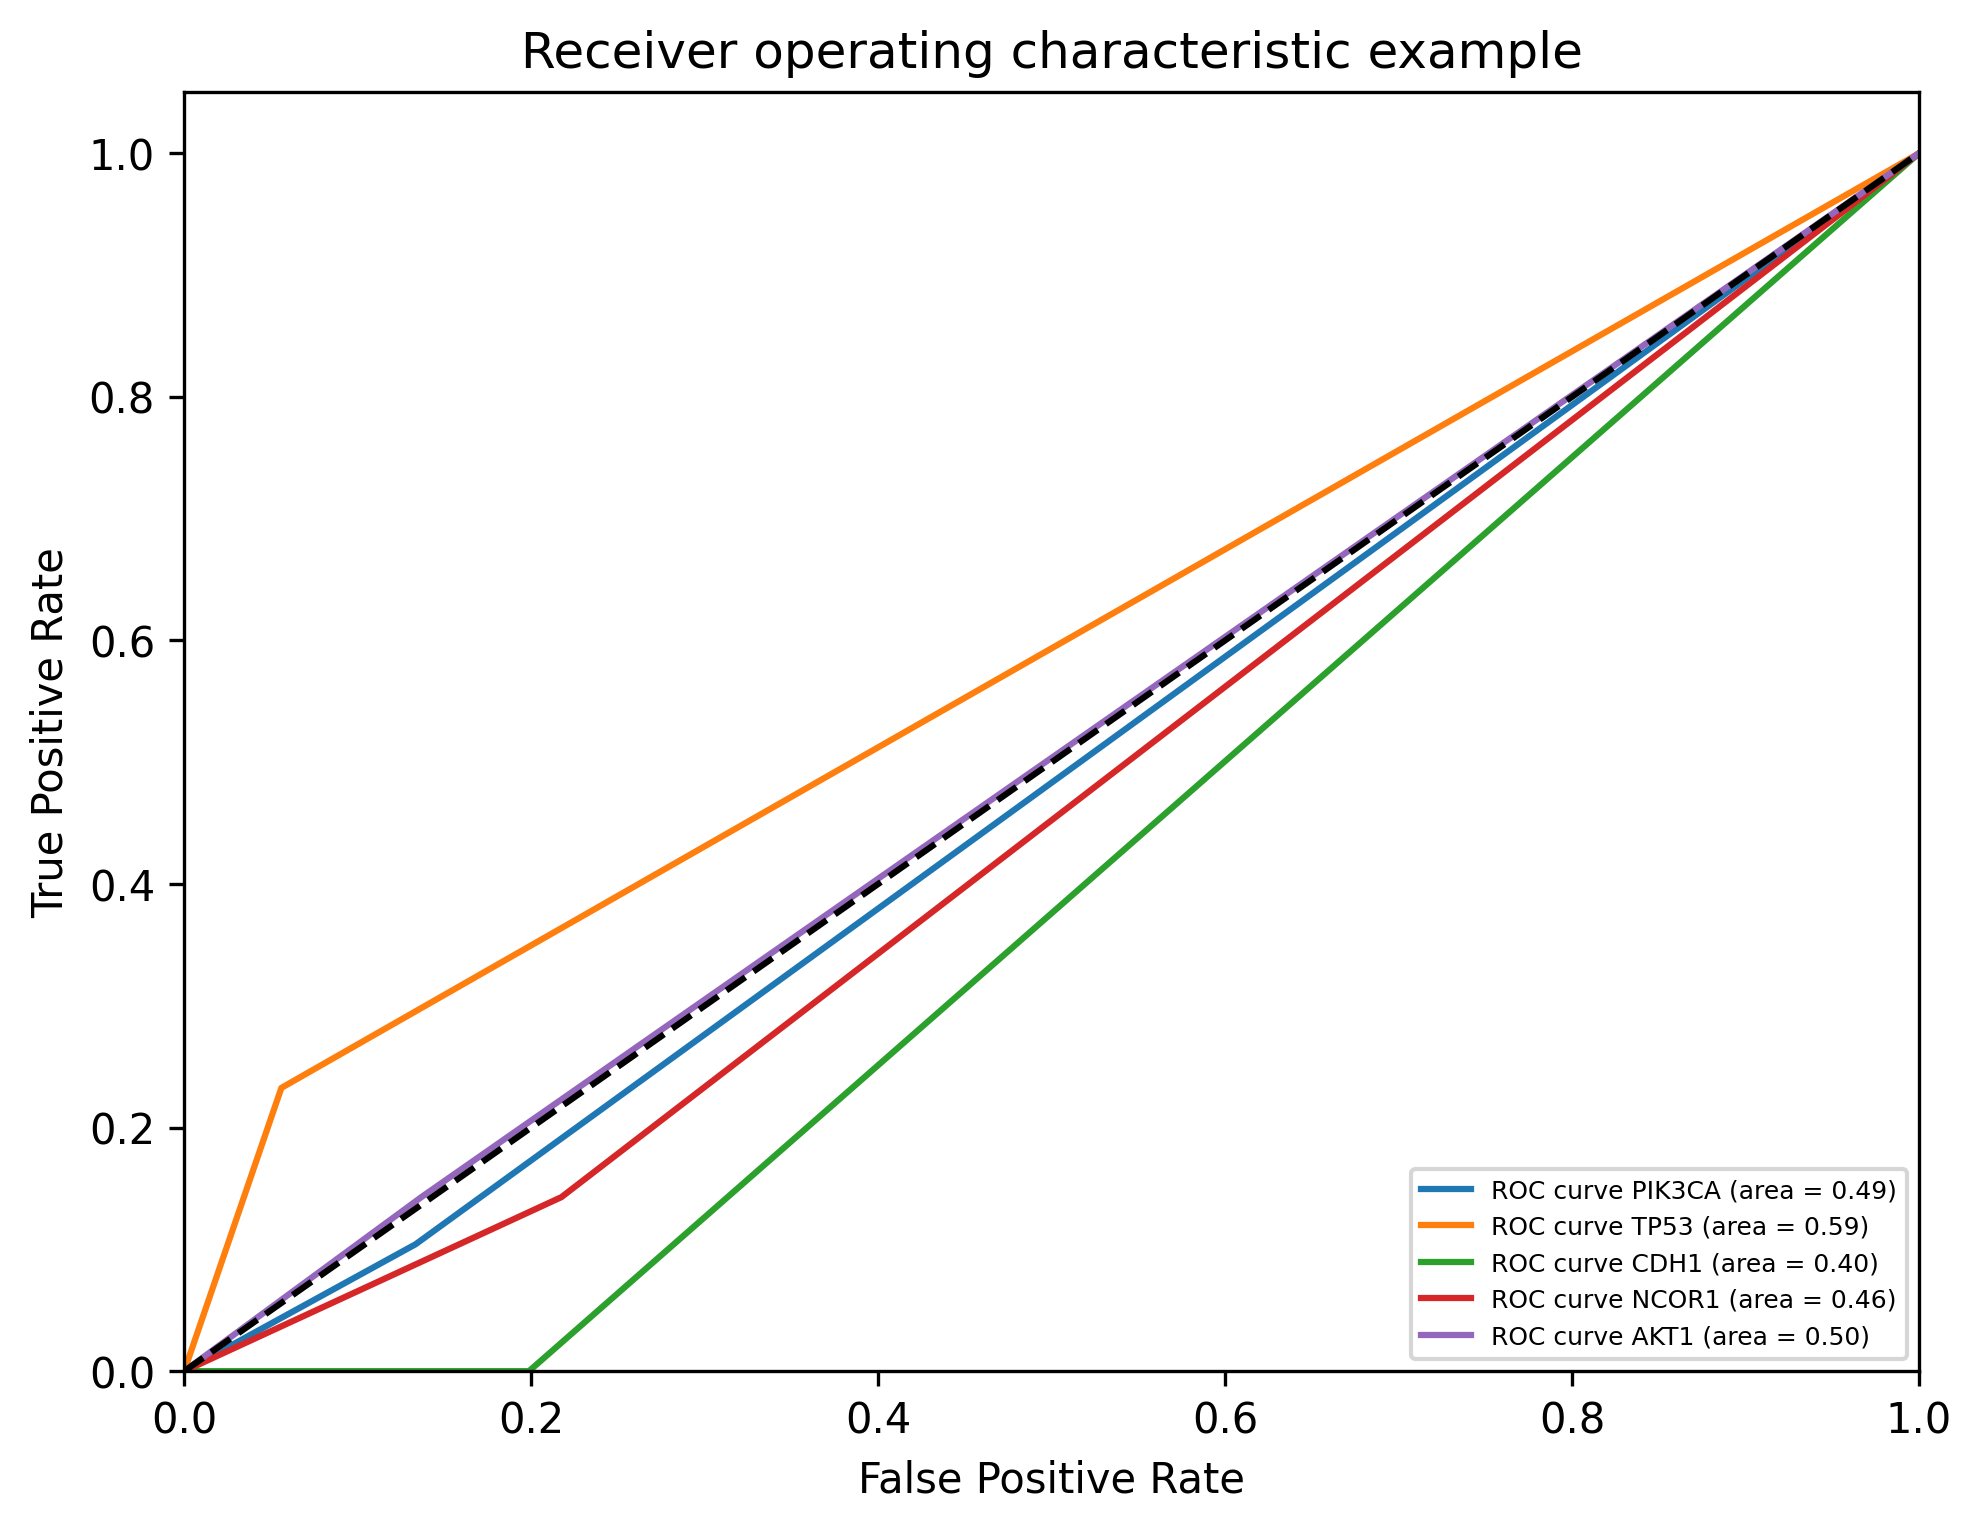 Receiver operating characteristic example
1.0
0.8
0.6
0.4
0.2
0.0
True Positive Rate
ROC curve PIK3CA (area = 0.49)
ROC curve TP53 (area = 0.59)
ROC curve CDH1 (area = 0.40)
ROC curve NCOR1 (area = 0.46)
ROC curve AKT1 (area = 0.50)
0.0 0.2 0.4 0.6 0.8 1.0
False Positive Rate